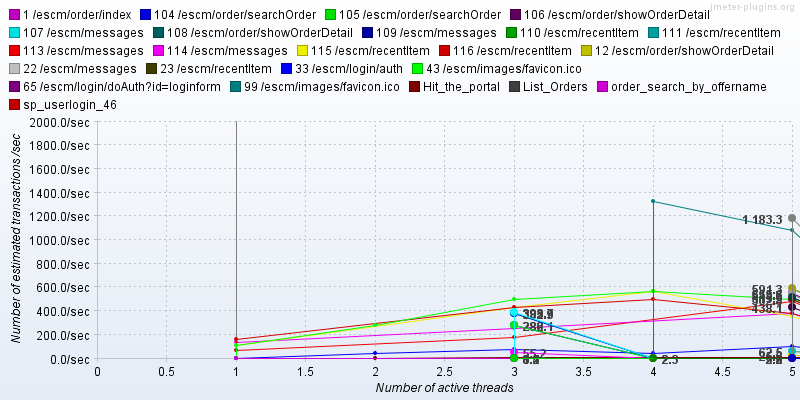 jmeter-plugins.org
1 /escm/order/index 104 /escm/order/searchOrder 105 /escm/order/searchOrder 106 /escm/order/showOrderDetail
107 /escm/messages 108 /escm/order/showOrderDetail 109 /escm/messages 110 /escm/recentItem 111 /escm/recentItem
113 /escm/messages 114 /escm/messages 115 /escm/recentItem 116 /escm/recentItem 12 /escm/order/showOrderDetail
22 /escm/messages 23 /escm/recentItem 33 /escm/login/auth 43 /escm/images/favicon.ico
65 /escm/login/doAuth?id=loginform 99 /escm/images/favicon.ico Hit_the_portal List_Orders order_search_by_offername
sp_userlogin_46
Number of estimated transactions /sec
2000.0/sec
1800.0/sec
1600.0/sec
1400.0/sec
1200.0/sec
1000.0/sec
800.0/sec
600.0/sec
400.0/sec
200.0/sec
0.0/sec
1 183.3
591.3
438.1
55.2
62.5
2.3
0 0.5 1 1.5 2 2.5 3 3.5 4 4.5 5
Number of active threads